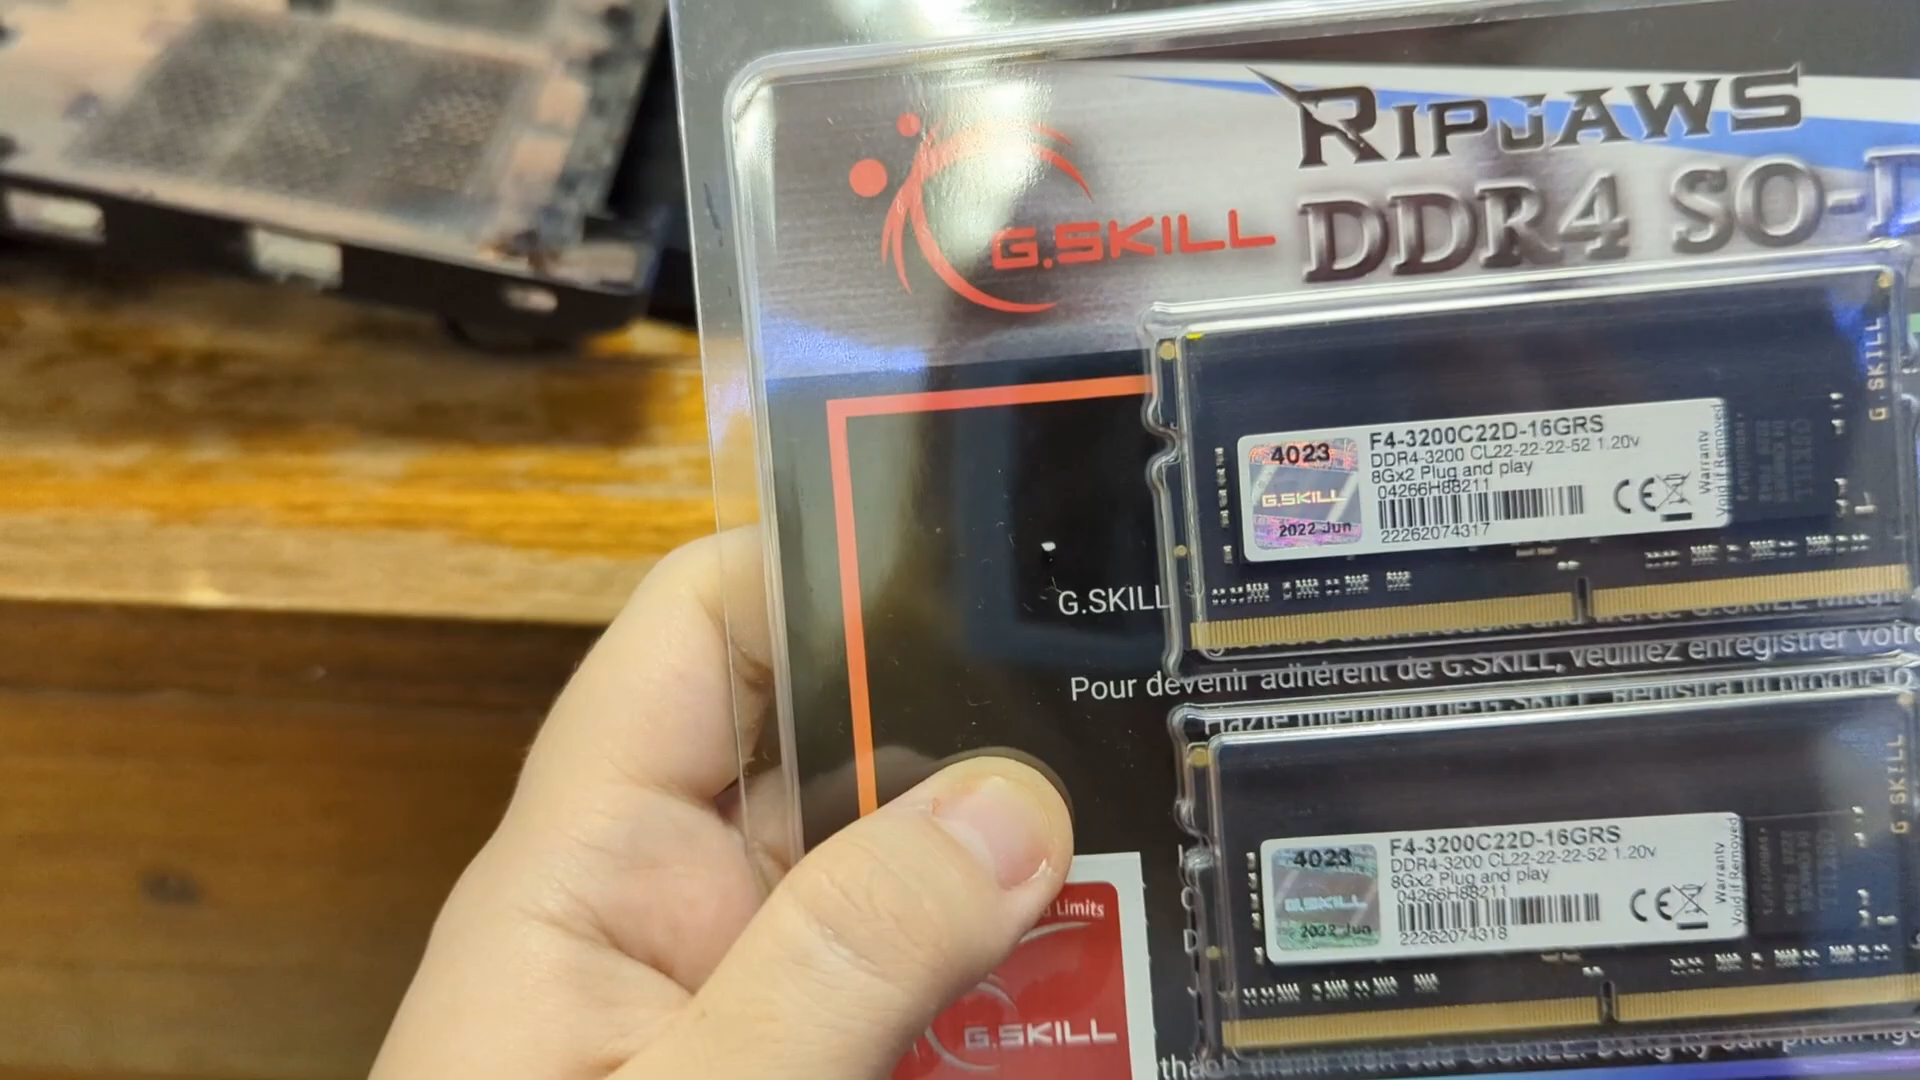 RIPJAWS
DDR4 SO-D
G.SKILL
G.SKILL
F4-3200C22D-16GRS
DDR4-3200 CL22-22-22-52 1.20v
8Gx2 Plug and play
04266H88211
22262074317
4023
G.SKILL
2022 Jun
Warranty
Void if Removed
G.SKILL
Pour devenir adhérent de G.SKILL, veuillez enregistrer votre
G.SKILL
F4-3200C22D-16GRS
DDR4-3200 CL22-22-22-52 1.20v
8Gx2 Plug and play
04266H88211
22262074318
4023
G.SKILL
2022 Jun
Warranty
Void if Removed
Limits
G.SKILL